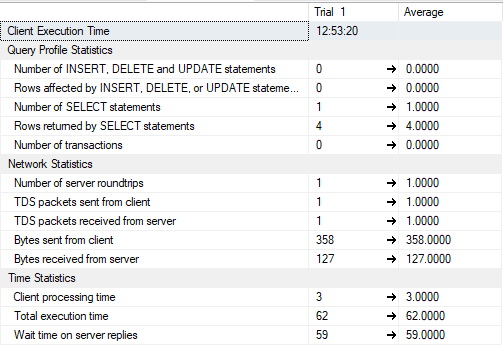 Trial 1 Average
Client Execution Time 12:53:20
Query Profile Statistics
Number of INSERT, DELETE and UPDATE statements 0 → 0.0000
Rows affected by INSERT, DELETE, or UPDATE stateme... 0 → 0.0000
Number of SELECT statements 1 → 1.0000
Rows returned by SELECT statements 4 → 4.0000
Number of transactions 0 → 0.0000
Network Statistics
Number of server roundtrips 1 → 1.0000
TDS packets sent from client 1 → 1.0000
TDS packets received from server 1 → 1.0000
Bytes sent from client 358 → 358.0000
Bytes received from server 127 → 127.0000
Time Statistics
Client processing time 3 → 3.0000
Total execution time 62 → 62.0000
Wait time on server replies 59 → 59.0000